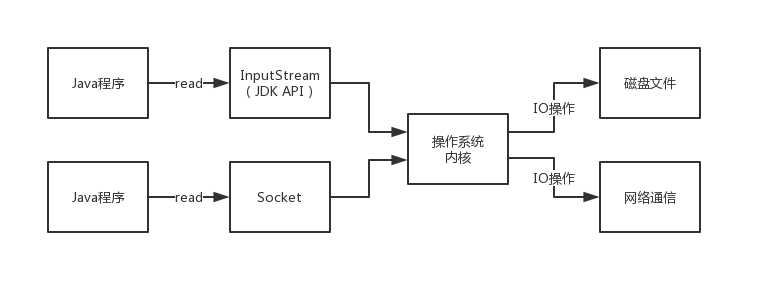 Java程序
read
InputStream
( JDK API )
操作系统
内核
IO操作
磁盘文件
Java程序
read
Socket
IO操作
网络通信